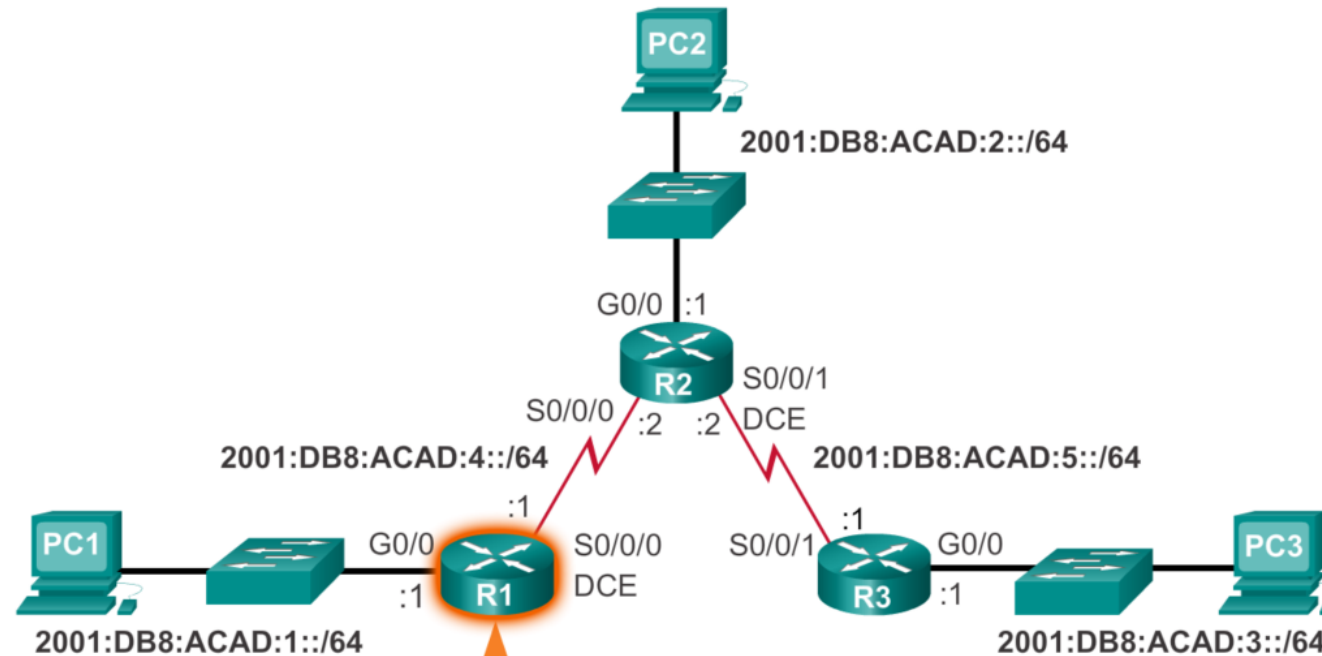 PC2
2001:DB8:ACAD:2::/64
G0/0 :1
R2
S0/0/1
DCE
S0/0/0
:2 :2
2001:DB8:ACAD:4::/64
2001:DB8:ACAD:5::/64
:1
:1
PC1
G0/0
:1
R1
S0/0/0
DCE
S0/0/1
R3
G0/0
:1
PC3
2001:DB8:ACAD:1::/64
2001:DB8:ACAD:3::/64